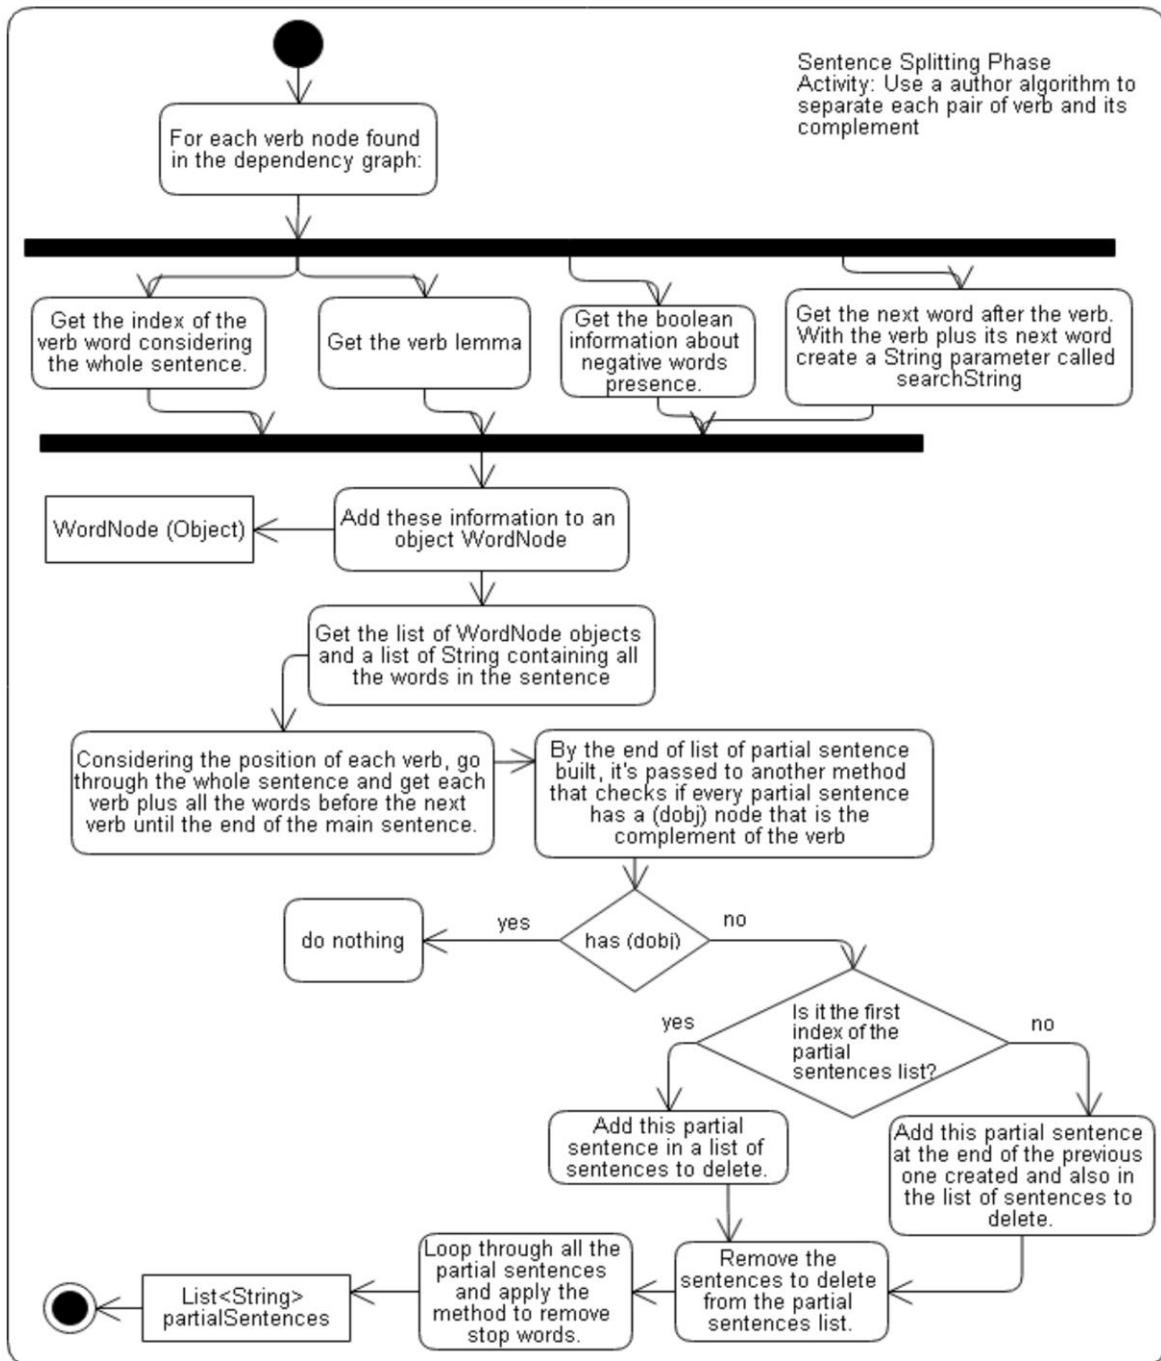 Sentence Splitting Phase
Activity: Use a author algorithm to
separate each pair of verb and its
complement
For each verb node found
in the dependency graph:
Get the index of the
verb word considering
the whole sentence.
Get the verb lemma
Get the boolean
information about
negative words
presence.
Get the next word after the verb.
With the verb plus its next word
create a String parameter called
searchString
WordNode (Object)
Add these information to an
object WordNode
Get the list of WordNode objects
and a list of String containing all
the words in the sentence
Considering the position of each verb, go
through the whole sentence and get each
verb plus all the words before the next
verb until the end of the main sentence.
By the end of list of partial sentence
built, it's passed to another method
that checks if every partial sentence
has a (dobj) node that is the
complement of the verb
do nothing
yes
has (dobj)
no
yes
Is it the first
index of the
partial
sentences list?
no
Add this partial
sentence in a list of
sentences to delete.
Add this partial sentence
at the end of the previous
one created and also in
the list of sentences to
delete.
List<String>
partialSentences
Loop through all the
partial sentences
and apply the
method to remove
stop words.
Remove the
sentences to delete
from the partial
sentences list.